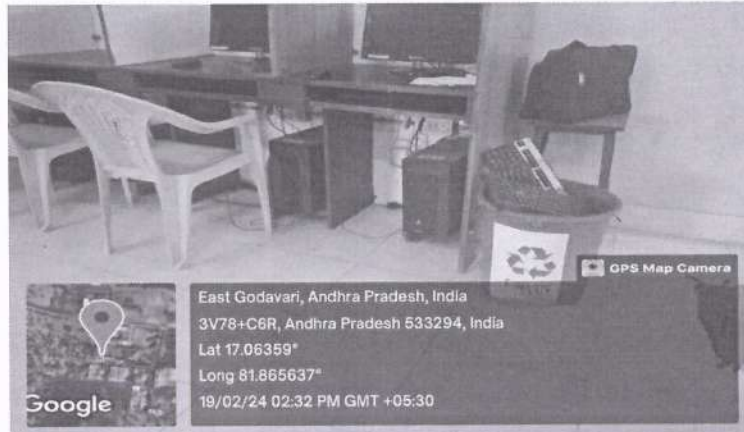 GPS Map Camera
East Godavari, Andhra Pradesh, India
3V78+C6R, Andhra Pradesh 533294, India
Lat 17.06359°
Long 81.865637°
19/02/24 02:32 PM GMT +05:30
Google